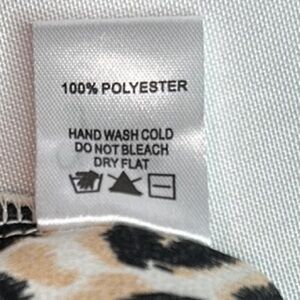 100% POLYESTER
HAND WASH COLD
DO NOT BLEACH
DRY FLAT